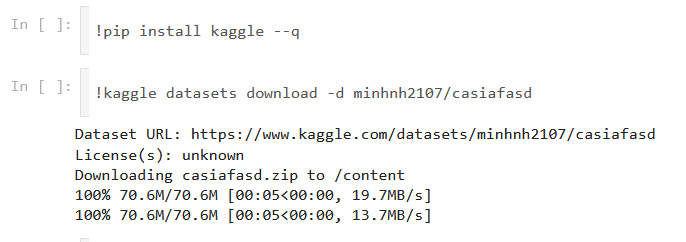 In [ ]:
!pip install kaggle --q
In [ ]:
!kaggle datasets download -d minhnh2107/casiafasd
Dataset URL: https://www.kaggle.com/datasets/minhnh2107/casiafasd
License(s): unknown
Downloading casiafasd.zip to /content
100% 70.6M/70.6M [00:05<00:00, 19.7MB/s]
100% 70.6M/70.6M [00:05<00:00, 13.7MB/s]